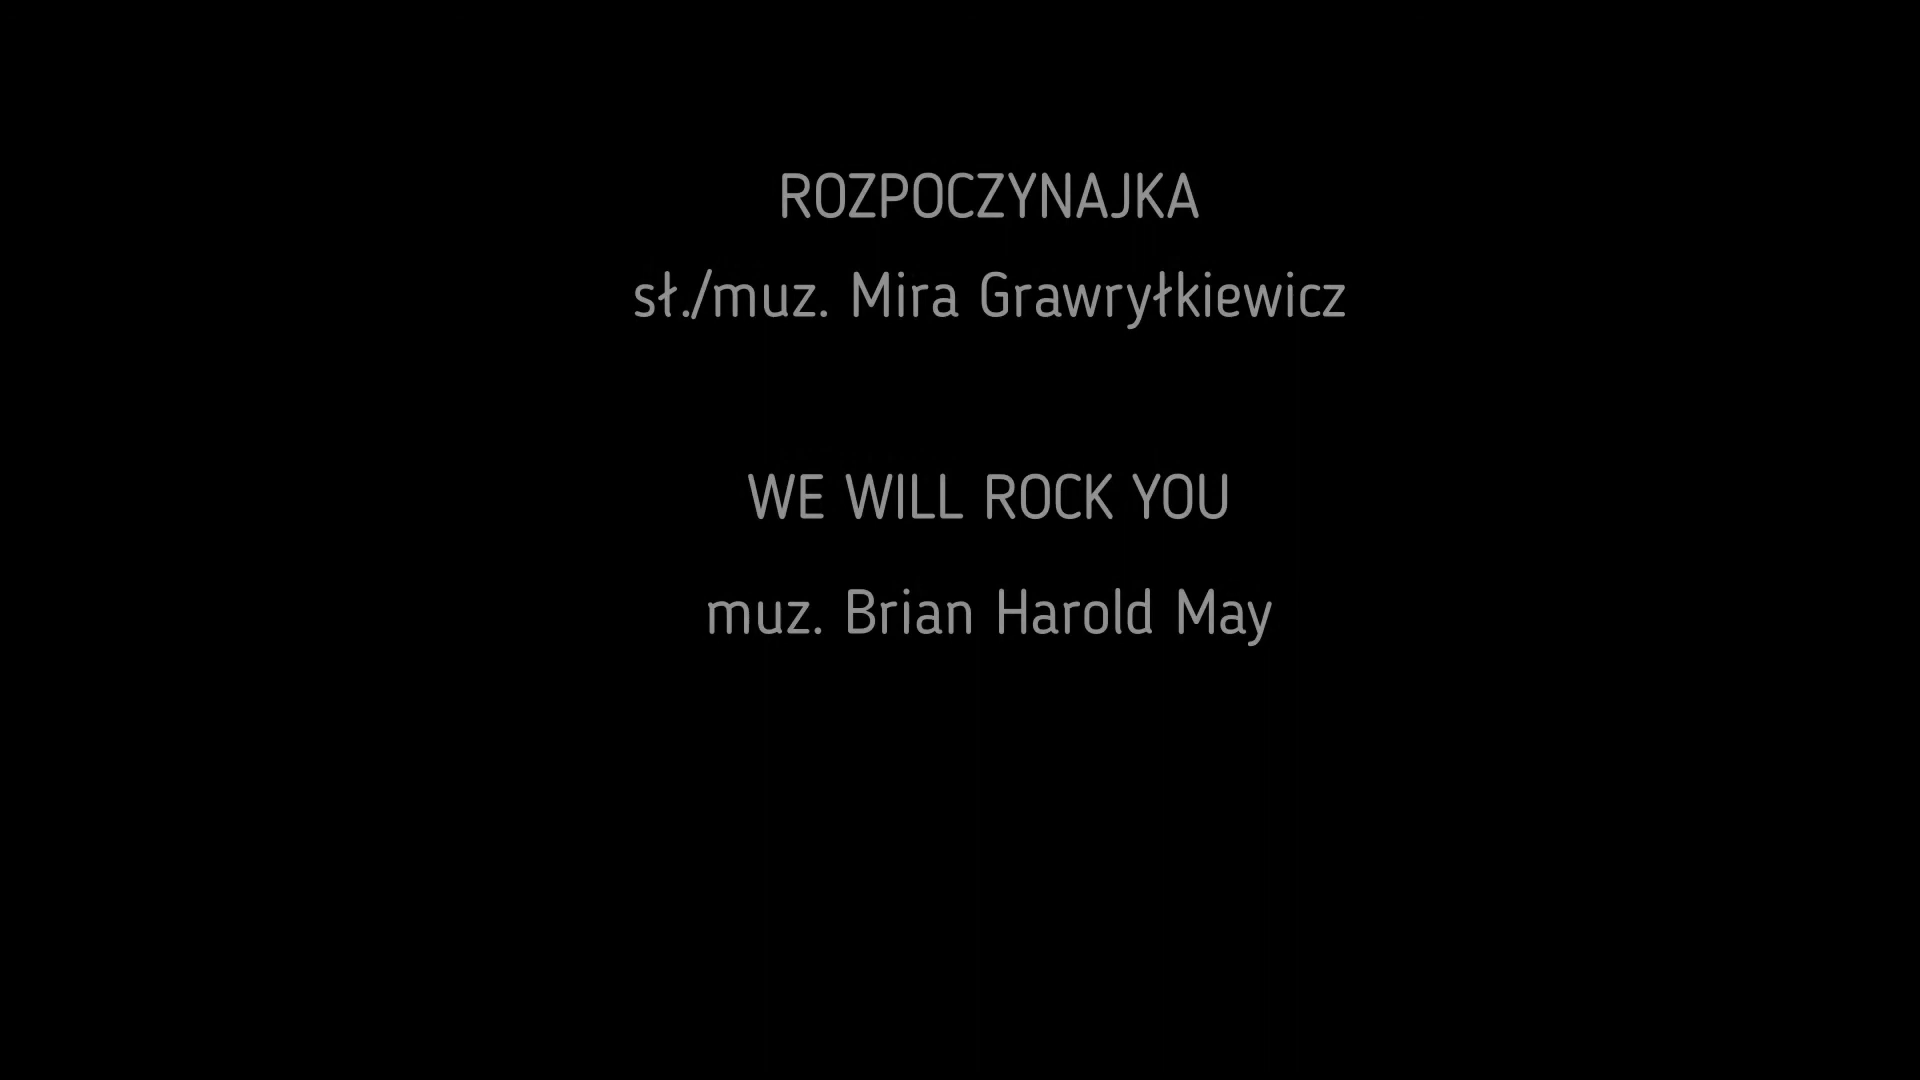 ROZPOCZYNAJKA
sł./muz. Mira Grawryłkiewicz
WE WILL ROCK YOU
muz. Brian Harold May